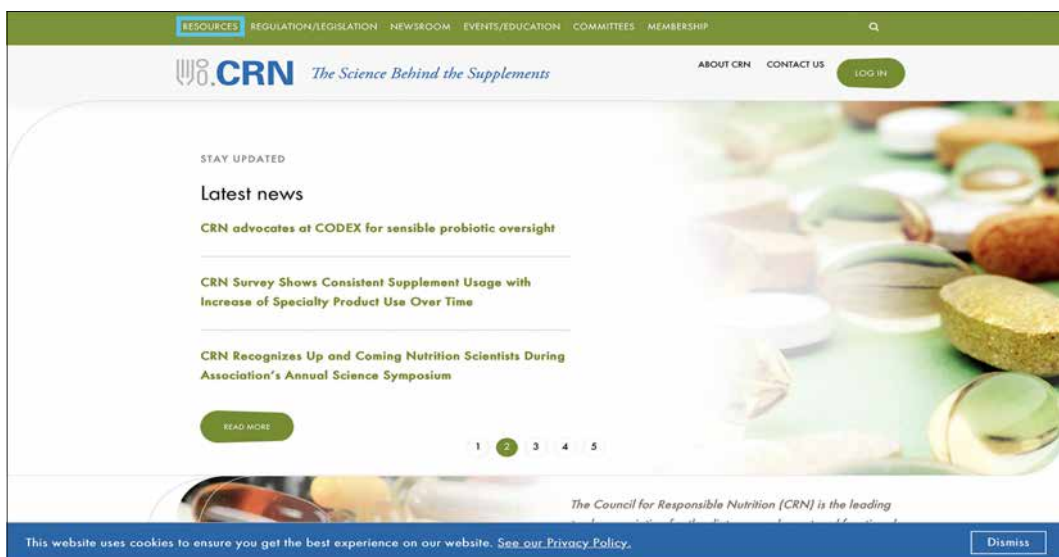 RESOURCES REGULATION/LEGISLATION NEWSROOM EVENTS/EDUCATION COMMITTEES MEMBERSHIP
CRN The Science Behind the Supplements
ABOUT CRN CONTACT US LOG IN
STAY UPDATED
Latest news
CRN advocates at CODEX for sensible probiotic oversight
CRN Survey Shows Consistent Supplement Usage with
Increase of Specialty Product Use Over Time
CRN Recognizes Up and Coming Nutrition Scientists During
Association's Annual Science Symposium
READ MORE
1 2 3 4 5
The Council for Responsible Nutrition (CRN) is the leading
This website uses cookies to ensure you get the best experience on our website. See our Privacy Policy. Dismiss